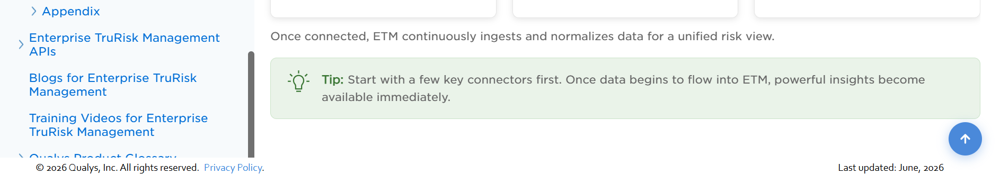 Appendix
Enterprise TruRisk Management
APIs
Blogs for Enterprise TruRisk
Management
Training Videos for Enterprise
TruRisk Management
Qualys Product Glossary
Once connected, ETM continuously ingests and normalizes data for a unified risk view.
Tip: Start with a few key connectors first. Once data begins to flow into ETM, powerful insights become
available immediately.
© 2026 Qualys, Inc. All rights reserved. Privacy Policy.
Last updated: June, 2026